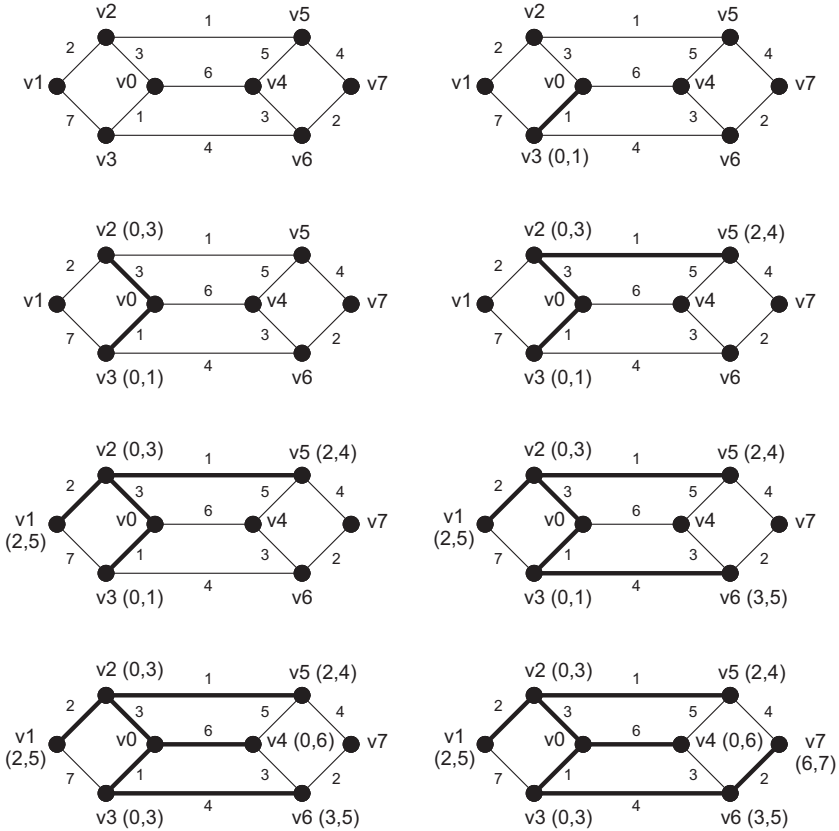 v2 1 v5
2 3 5 4
v1 v0 6 v4 v7
7 1 3 2
v3 4 v6
v2 1 v5
2 3 5 4
v1 v0 6 v4 v7
7 1 3 2
v3 (0,1) 4 v6
v2 (0,3) 1 v5
2 3 5 4
v1 v0 6 v4 v7
7 1 3 2
v3 (0,1) 4 v6
v2 (0,3) 1 v5 (2,4)
2 3 5 4
v1 v0 6 v4 v7
7 1 3 2
v3 (0,1) 4 v6
v2 (0,3) 1 v5 (2,4)
2 3 5 4
v1 v0 6 v4 v7
(2,5)
7 1 3 2
v3 (0,1) 4 v6
v2 (0,3) 1 v5 (2,4)
2 3 5 4
v1 v0 6 v4 v7
(2,5)
7 1 3 2
v3 (0,1) 4 v6 (3,5)
v2 (0,3) 1 v5 (2,4)
2 3 5 4
v1 v0 6 v4 (0,6) v7
(2,5)
7 1 3 2
v3 (0,3) 4 v6 (3,5)
v2 (0,3) 1 v5 (2,4)
2 3 5 4
v1 v0 6 v4 (0,6) v7
(2,5) (6,7)
7 1 3 2
v3 (0,3) 4 v6 (3,5)